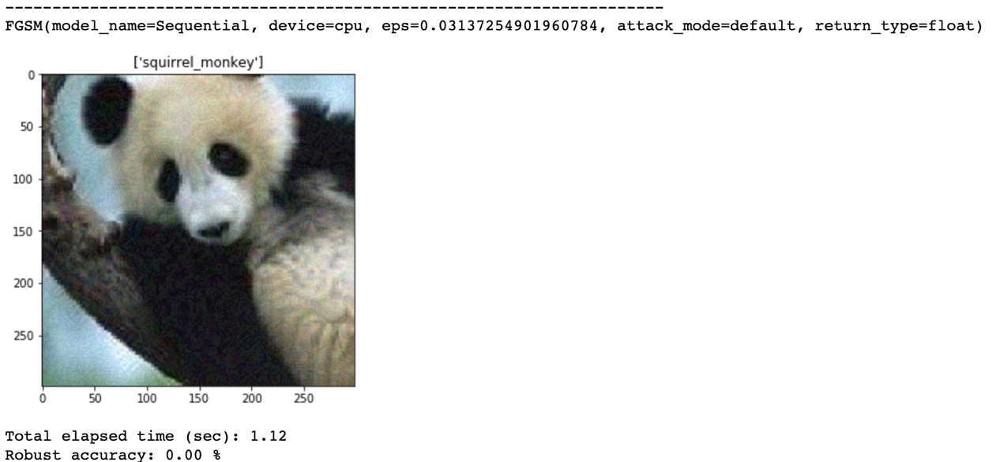 ----------------------------------------------------------------------
FGSM(model_name=Sequential, device=cpu, eps=0.03137254901960784, attack_mode=default, return_type=float)
['squirrel_monkey']
0
50
100
150
200
250
0 50 100 150 200 250
Total elapsed time (sec): 1.12
Robust accuracy: 0.00 %